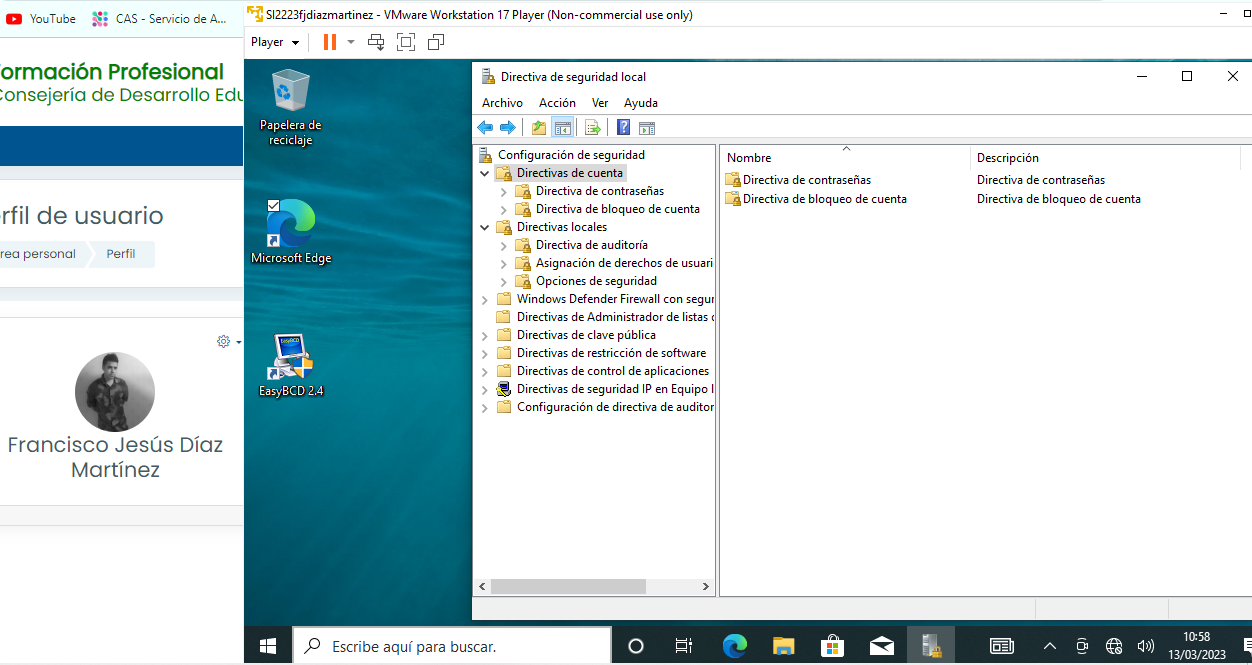 YouTube
CAS - Servicio de A...
ormación Profesional
Consejería de Desarrollo Edu
rfil de usuario
rea personal
Perfil
Francisco Jesús Díaz
Martínez
SI2223fjdiazmartinez - VMware Workstation 17 Player (Non-commercial use only)
Player
Papelera de
reciclaje
Microsoft Edge
EasyBCD
EasyBCD 2.4
Directiva de seguridad local
Archivo Acción Ver Ayuda
Configuración de seguridad
Directivas de cuenta
Directiva de contraseñas
Directiva de bloqueo de cuenta
Directivas locales
Directiva de auditoría
Asignación de derechos de usuari
Opciones de seguridad
Windows Defender Firewall con segur
Directivas de Administrador de listas
Directivas de clave pública
Directivas de restricción de software
Directivas de control de aplicaciones
Directivas de seguridad IP en Equipo l
Configuración de directiva de auditor
Nombre Descripción
Directiva de contraseñas Directiva de contraseñas
Directiva de bloqueo de cuenta Directiva de bloqueo de cuenta
Escribe aquí para buscar.
10:58
13/03/2023